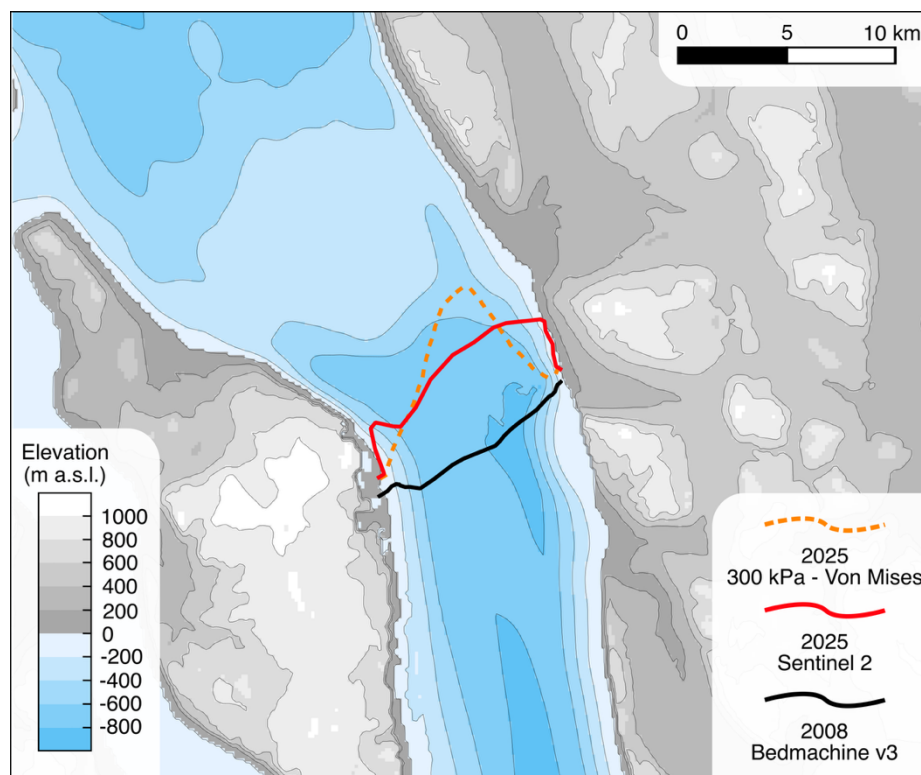 0 5 10 km
Elevation
(m a.s.l.)
1000
800
600
400
200
0
-200
-400
-600
-800
2025
300 kPa - Von Mises
2025
Sentinel 2
2008
Bedmachine v3